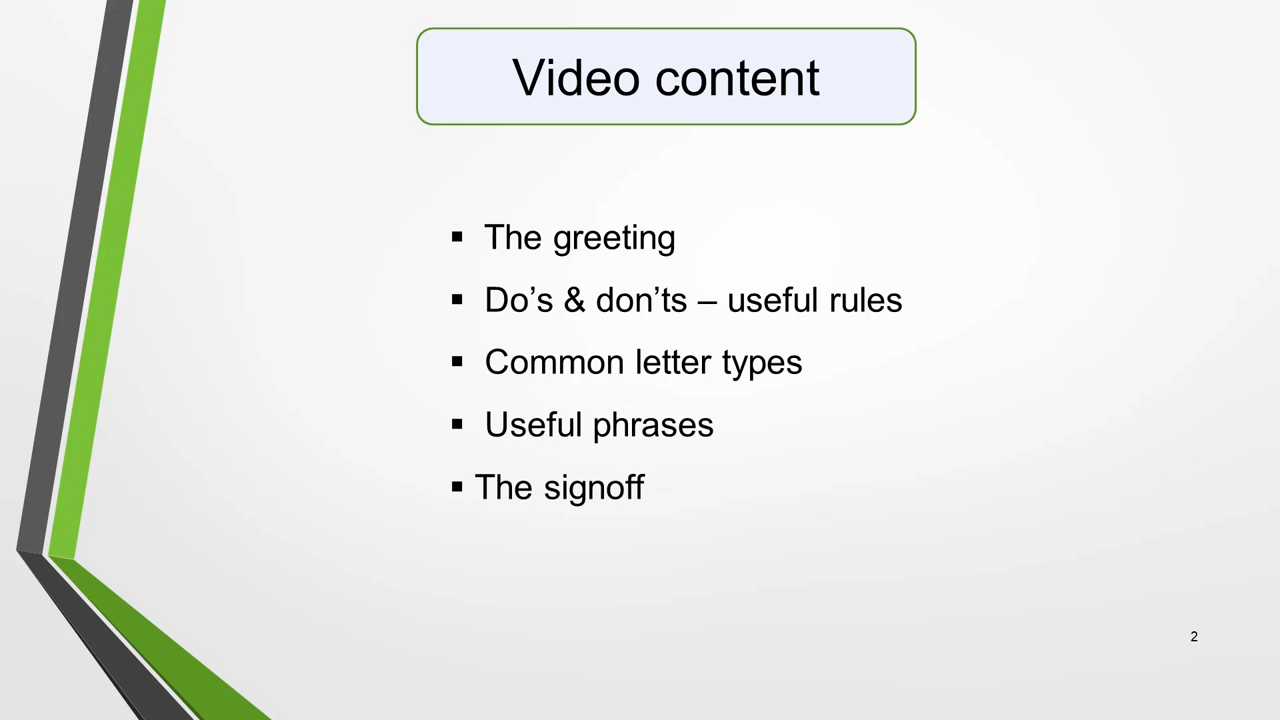 Video content
▪ The greeting
▪ Do’s & don’ts – useful rules
▪ Common letter types
▪ Useful phrases
▪ The signoff
2